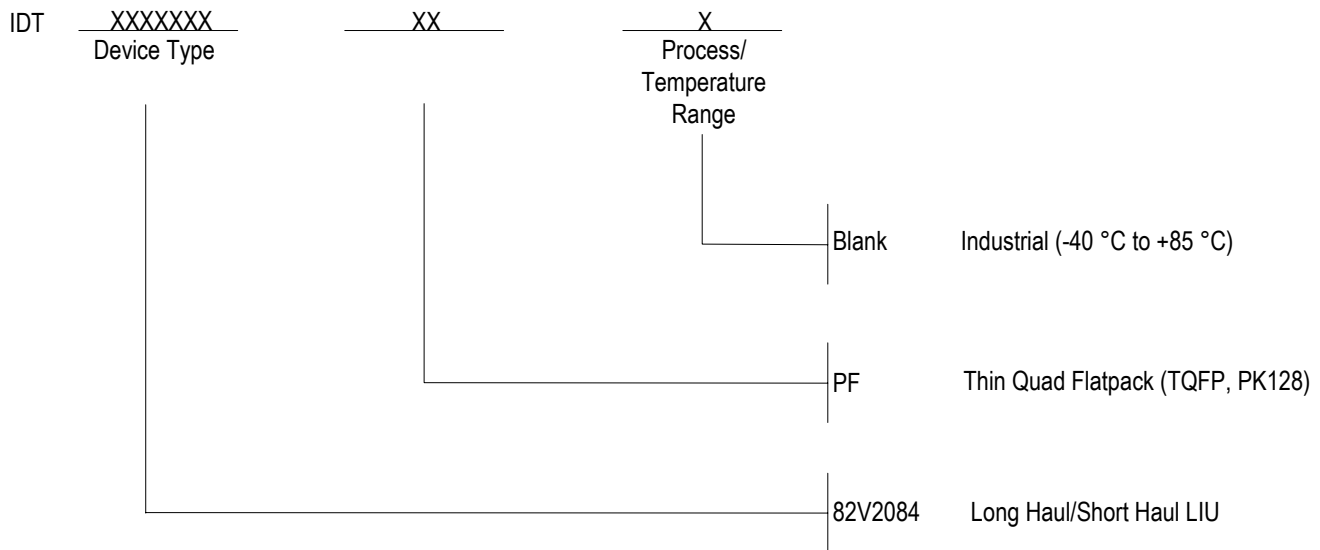 IDT XXXXXXX XX X
Device Type
Process/
Temperature
Range
Blank Industrial (-40 °C to +85 °C)
PF Thin Quad Flatpack (TQFP, PK128)
82V2084 Long Haul/Short Haul LIU